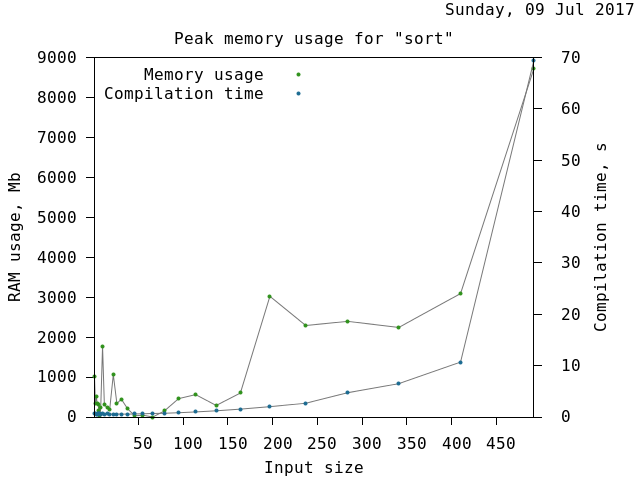 Sunday, 09 Jul 2017
Peak memory usage for "sort"
Memory usage
Compilation time
9000
8000
7000
6000
5000
4000
3000
2000
1000
0
RAM usage, Mb
70
60
50
40
30
20
10
0
Compilation time, s
50 100 150 200 250 300 350 400 450
Input size